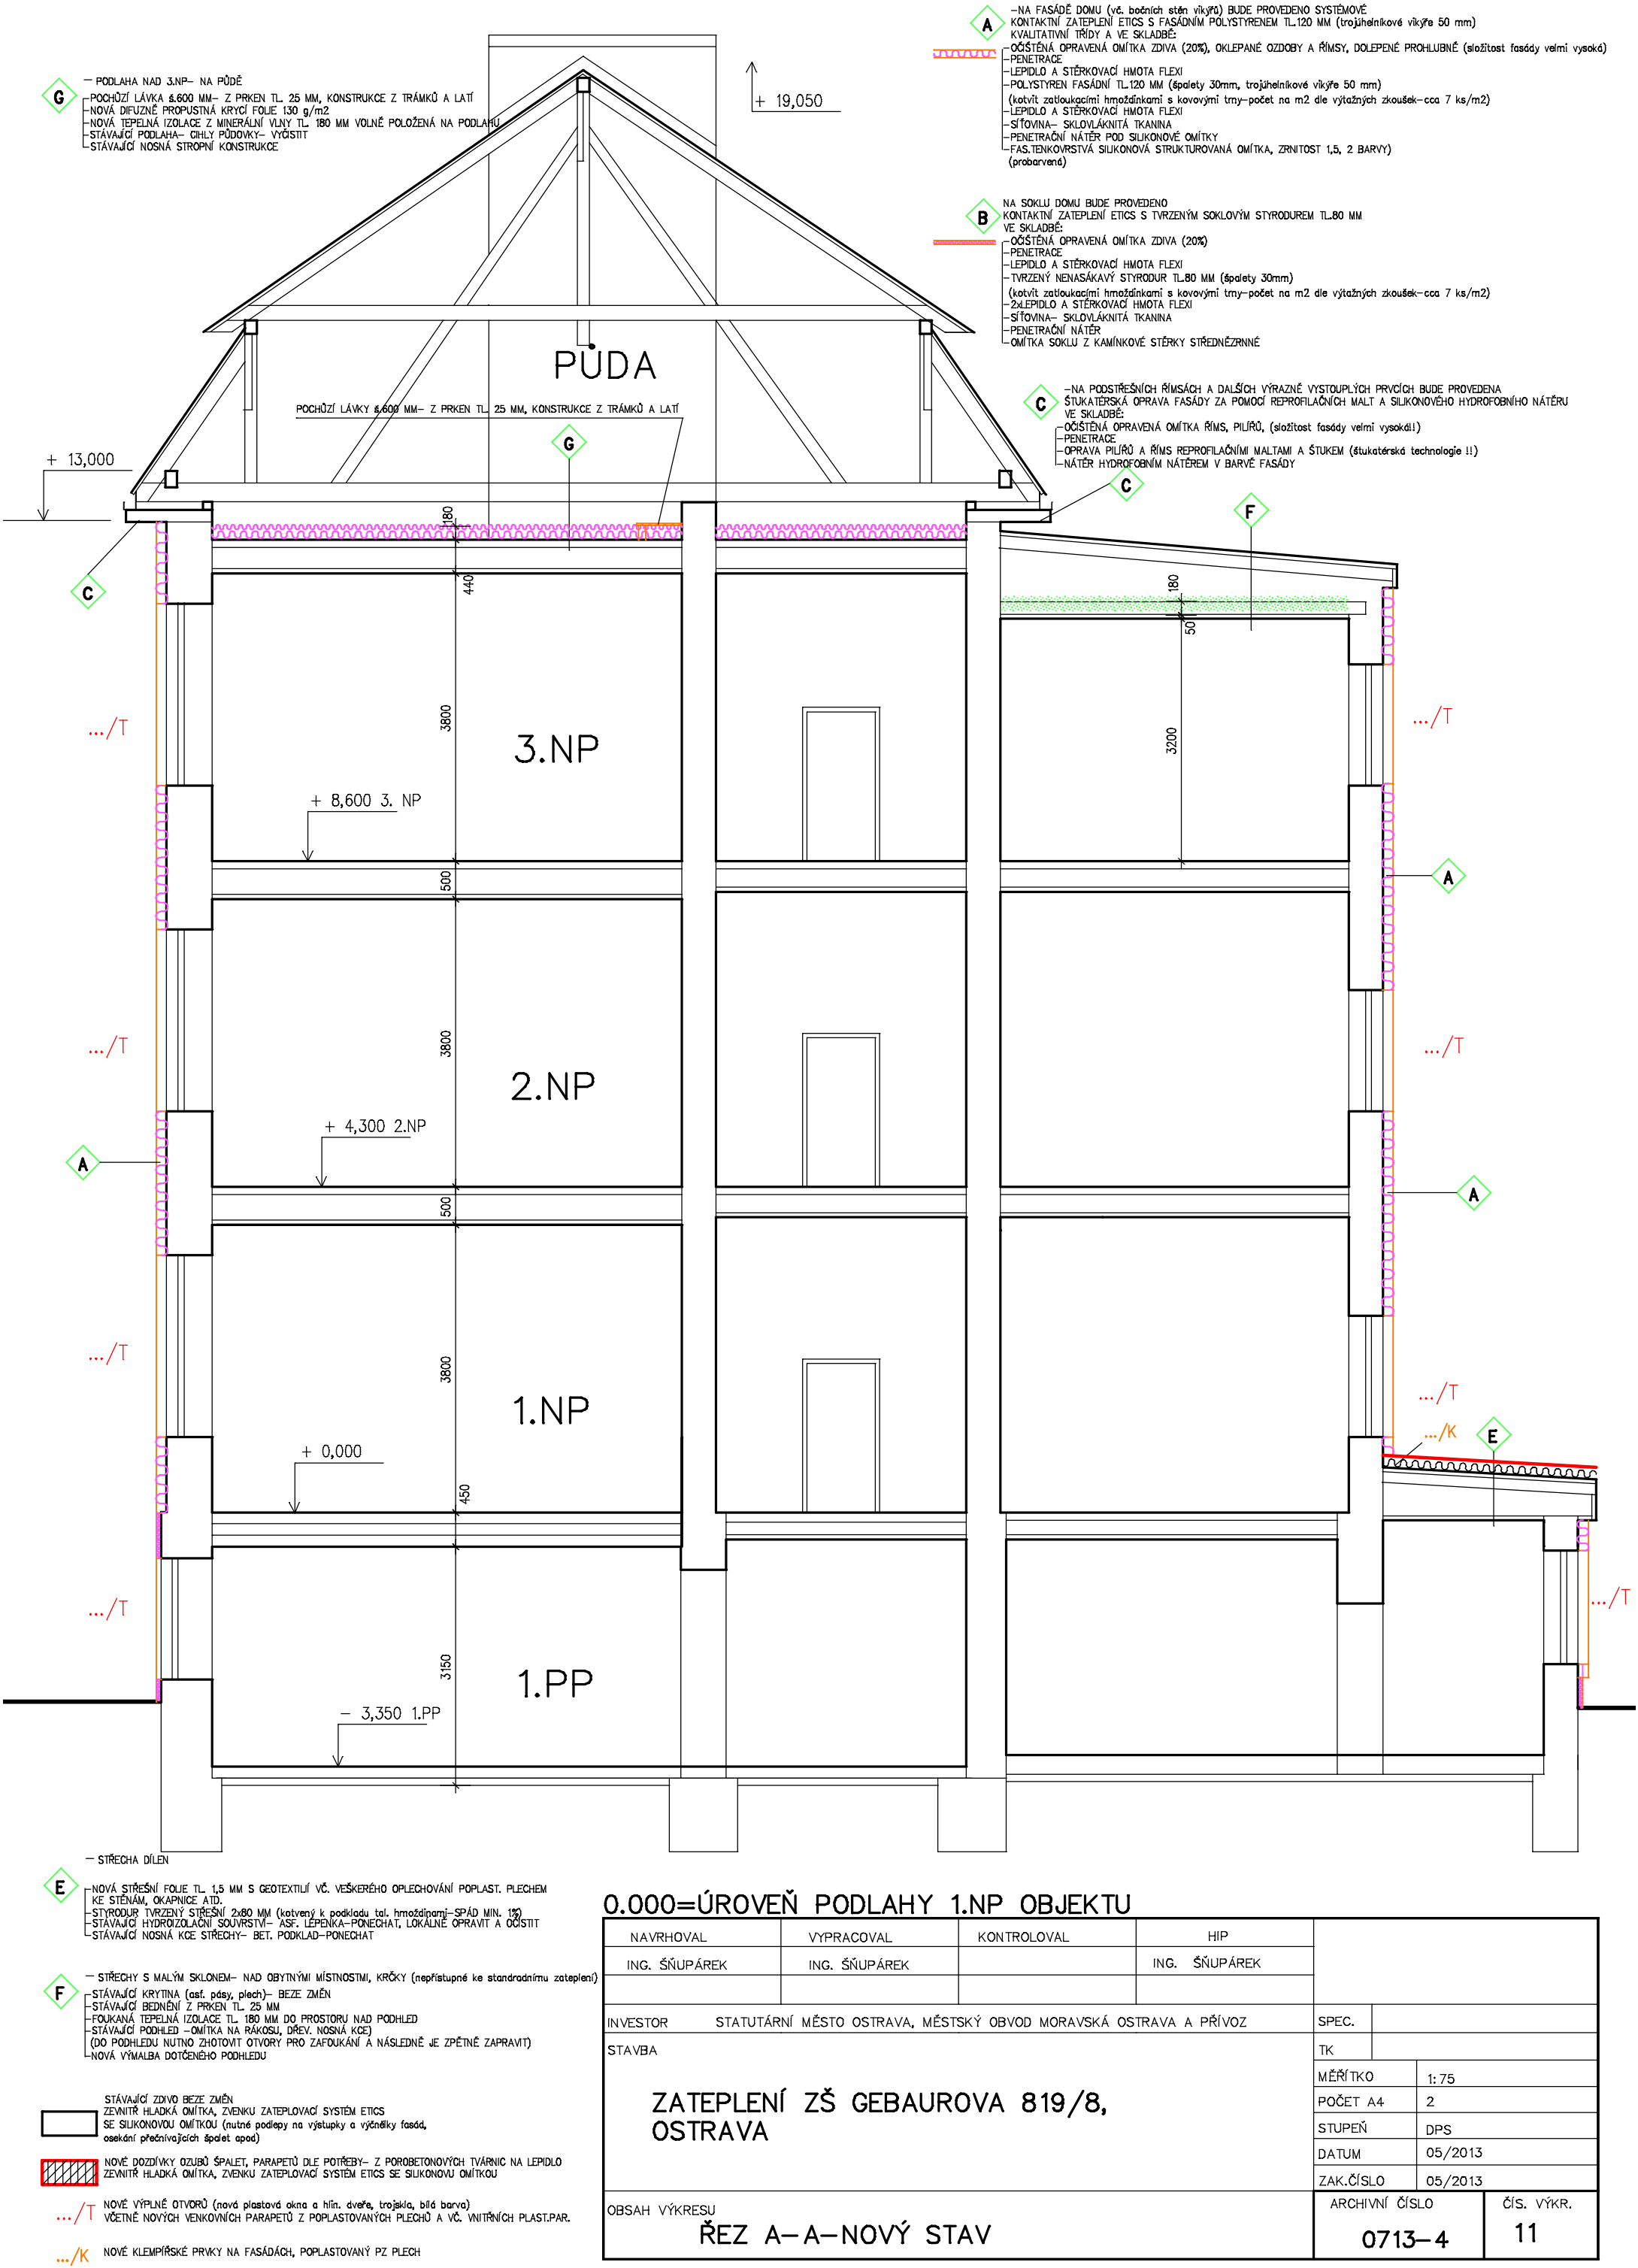 G
– PODLAHA NAD 3.NP– NA PŮDĚ
POCHŮZÍ LÁVKA š.600 MM– Z PRKEN TL. 25 MM, KONSTRUKCE Z TRÁMKŮ A LATÍ
NOVÁ DIFUZNĚ PROPUSTNÁ KRYCÍ FOLIE 130 g/m2
NOVÁ TEPELNÁ IZOLACE Z MINERÁLNÍ VLNY TL. 180 MM VOLNĚ POLOŽENÁ NA PODLAHU
STÁVAJÍCÍ PODLAHA– CIHLY PŮDOVKY– VYČISTIT
STÁVAJÍCÍ NOSNÁ STROPNÍ KONSTRUKCE
+ 19,050
A
–NA FASÁDĚ DOMU (vč. bočních stěn vikýřů) BUDE PROVEDENO SYSTÉMOVÉ
KONTAKTNÍ ZATEPLENÍ ETICS S FASÁDNÍM POLYSTYRENEM TL.120 MM (trojúhelníkové vikýře 50 mm)
KVALITATIVNÍ TŘÍDY A VE SKLADBĚ:
–OČIŠTĚNÁ OPRAVENÁ OMÍTKA ZDIVA (20%), OKLEPANÉ OZDOBY A ŘÍMSY, DOLEPENÉ PROHLUBNĚ (složitost fasády velmi vysoká)
–PENETRACE
–LEPIDLO A STĚRKOVACÍ HMOTA FLEXI
–POLYSTYREN FASÁDNÍ TL.120 MM (špalety 30mm, trojúhelníkové vikýře 50 mm)
(kotvit zatloukacími hmoždinkami s kovovými trny–počet na m2 dle výtažných zkoušek–cca 7 ks/m2)
–LEPIDLO A STĚRKOVACÍ HMOTA FLEXI
–SÍŤOVINA– SKLOVLÁKNITÁ TKANINA
–PENETRAČNÍ NÁTĚR POD SILIKONOVÉ OMÍTKY
–FAS.TENKOVRSTVÁ SILIKONOVÁ STRUKTUROVANÁ OMÍTKA, ZRNITOST 1,5, 2 BARVY)
(probarvená)
B
NA SOKLU DOMU BUDE PROVEDENO
KONTAKTNÍ ZATEPLENÍ ETICS S TVRZENÝM SOKLOVÝM STYRODUREM TL.80 MM
VE SKLADBĚ:
–OČIŠTĚNÁ OPRAVENÁ OMÍTKA ZDIVA (20%)
–PENETRACE
–LEPIDLO A STĚRKOVACÍ HMOTA FLEXI
–TVRZENÝ NENASÁKAVÝ STYRODUR TL.80 MM (špalety 30mm)
(kotvit zatloukacími hmoždinkami s kovovými trny–počet na m2 dle výtažných zkoušek–cca 7 ks/m2)
–2xLEPIDLO A STĚRKOVACÍ HMOTA FLEXI
–SÍŤOVINA– SKLOVLÁKNITÁ TKANINA
–PENETRAČNÍ NÁTĚR
–OMÍTKA SOKLU Z KAMÍNKOVÉ STĚRKY STŘEDNĚZRNNÉ
C
–NA PODSTŘEŠNÍCH ŘÍMSÁCH A DALŠÍCH VÝRAZNĚ VYSTOUPLÝCH PRVCÍCH BUDE PROVEDENA
ŠTUKATÉRSKÁ OPRAVA FASÁDY ZA POMOCÍ REPROFILAČNÍCH MALT A SILIKONOVÉHO HYDROFOBNÍHO NÁTĚRU
VE SKLADBĚ:
–OČIŠTĚNÁ OPRAVENÁ OMÍTKA ŘÍMS, PILÍŘŮ, (složitost fasády velmi vysoká!!)
–PENETRACE
–OPRAVA PILÍŘŮ A ŘÍMS REPROFILAČNÍMI MALTAMI A ŠTUKEM (štukatérská technologie !!)
–NÁTĚR HYDROFOBNÍM NÁTĚREM V BARVĚ FASÁDY
PŮDA
POCHŮZÍ LÁVKY š.600 MM– Z PRKEN TL. 25 MM, KONSTRUKCE Z TRÁMKŮ A LATÍ
G
+ 13,000
C
F
180
440
C
180
50
3800
3.NP
3200
.../T
.../T
+ 8,600 3. NP
500
A
3800
2.NP
.../T
.../T
+ 4,300 2.NP
A
500
A
3800
1.NP
.../T
.../T
.../K
E
+ 0,000
450
.../T
.../T
3150
1.PP
– 3,350 1.PP
E
– STŘECHA DÍLEN
–NOVÁ STŘEŠNÍ FOLIE TL. 1,5 MM S GEOTEXTILIÍ VČ. VEŠKERÉHO OPLECHOVÁNÍ POPLAST. PLECHEM
KE STĚNÁM, OKAPNICE ATD.
–STYRODUR TVRZENÝ STŘEŠNÍ 2x80 MM (kotvený k podkladu tal. hmoždinami–SPÁD MIN. 1%)
–STÁVAJÍCÍ HYDROIZOLAČNÍ SOUVRSTVÍ– ASF. LEPENKA–PONECHAT, LOKÁLNĚ OPRAVIT A OČISTIT
–STÁVAJÍCÍ NOSNÁ KCE STŘECHY– BET. PODKLAD–PONECHAT
F
– STŘECHY S MALÝM SKLONEM– NAD OBYTNÝMI MÍSTNOSTMI, KRČKY (nepřístupné ke standradnímu zateplení)
–STÁVAJÍCÍ KRYTINA (asf. pásy, plech)– BEZE ZMĚN
–STÁVAJÍCÍ BEDNĚNÍ Z PRKEN TL. 25 MM
–FOUKANÁ TEPELNÁ IZOLACE TL. 180 MM DO PROSTORU NAD PODHLED
–STÁVAJÍCÍ PODHLED –OMÍTKA NA RÁKOSU, DŘEV. NOSNÁ KCE)
(DO PODHLEDU NUTNO ZHOTOVIT OTVORY PRO ZAFOUKÁNÍ A NÁSLEDNĚ JE ZPĚTNĚ ZAPRAVIT)
–NOVÁ VÝMALBA DOTČENÉHO PODHLEDU
STÁVAJÍCÍ ZDIVO BEZE ZMĚN
ZEVNITŘ HLADKÁ OMÍTKA, ZVENKU ZATEPLOVACÍ SYSTÉM ETICS
SE SILIKONOVOU OMÍTKOU (nutné podlepy na výstupky a výčnělky fasád,
osekání přečnívajících špalet apod)
NOVÉ DOZDÍVKY OZUBŮ ŠPALET, PARAPETŮ DLE POTŘEBY– Z POROBETONOVÝCH TVÁRNIC NA LEPIDLO
ZEVNITŘ HLADKÁ OMÍTKA, ZVENKU ZATEPLOVACÍ SYSTÉM ETICS SE SILIKONOVU OMÍTKOU
.../T NOVÉ VÝPLNĚ OTVORŮ (nová plastová okna a hlin. dveře, trojskla, bílá barva)
VČETNĚ NOVÝCH VENKOVNÍCH PARAPETŮ Z POPLASTOVANÝCH PLECHŮ A VČ. VNITŘNÍCH PLAST.PAR.
.../K NOVÉ KLEMPÍŘSKÉ PRVKY NA FASÁDÁCH, POPLASTOVANÝ PZ PLECH
0.000=ÚROVEŇ PODLAHY 1.NP OBJEKTU
NAVRHOVAL VYPRACOVAL KONTROLOVAL HIP
ING. ŠŇUPÁREK ING. ŠŇUPÁREK ING. ŠŇUPÁREK
INVESTOR STATUTÁRNÍ MĚSTO OSTRAVA, MĚSTSKÝ OBVOD MORAVSKÁ OSTRAVA A PŘÍVOZ
SPEC.
STAVBA
TK
ZATEPLENÍ ZŠ GEBAUROVA 819/8,
OSTRAVA
MĚŘÍTKO 1:75
POČET A4 2
STUPEŇ DPS
DATUM 05/2013
ZAK.ČÍSLO 05/2013
OBSAH VÝKRESU
ŘEZ A–A–NOVÝ STAV
ARCHIVNÍ ČÍSLO ČÍS. VÝKR.
0713–4 11